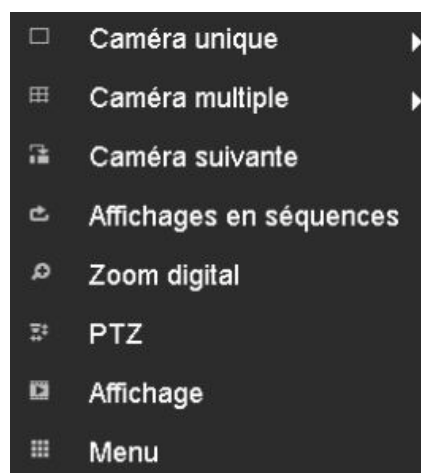 Caméra unique
Caméra multiple
Caméra suivante
Affichages en séquences
Zoom digital
PTZ
Affichage
Menu